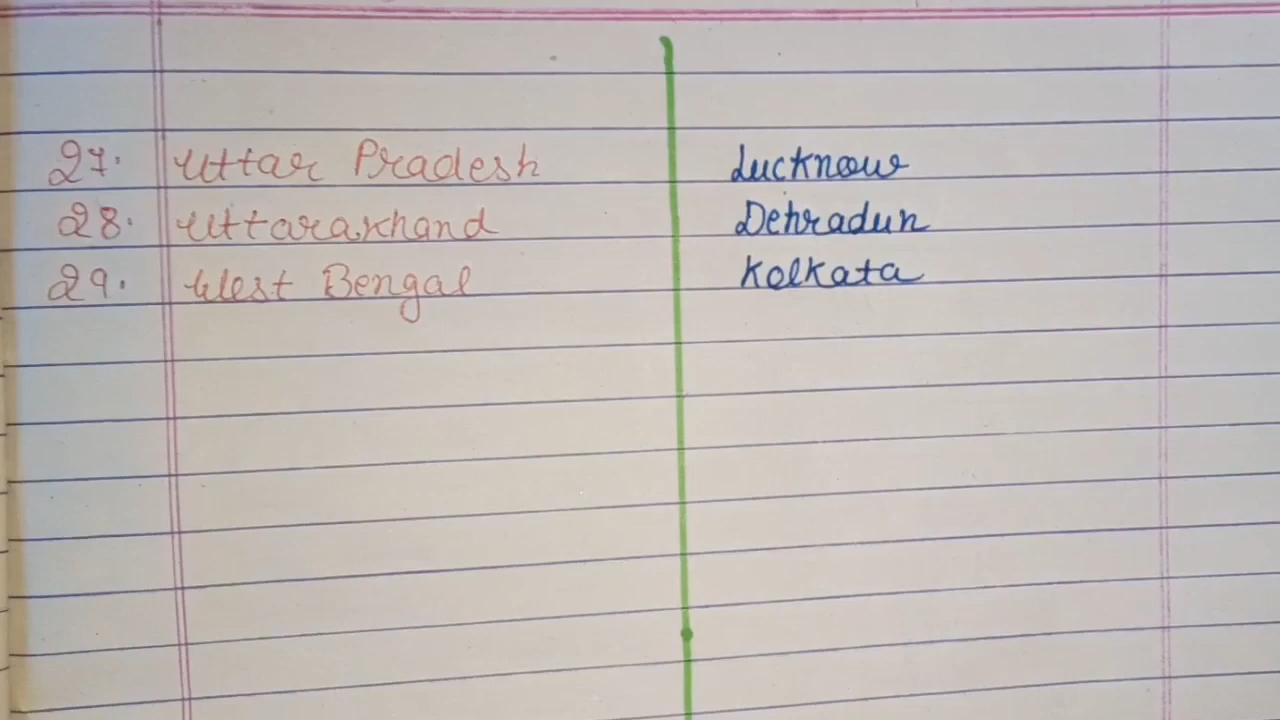 27. Uttar Pradesh Lucknow
28. Uttarakhand Dehradun
29. West Bengal Kolkata